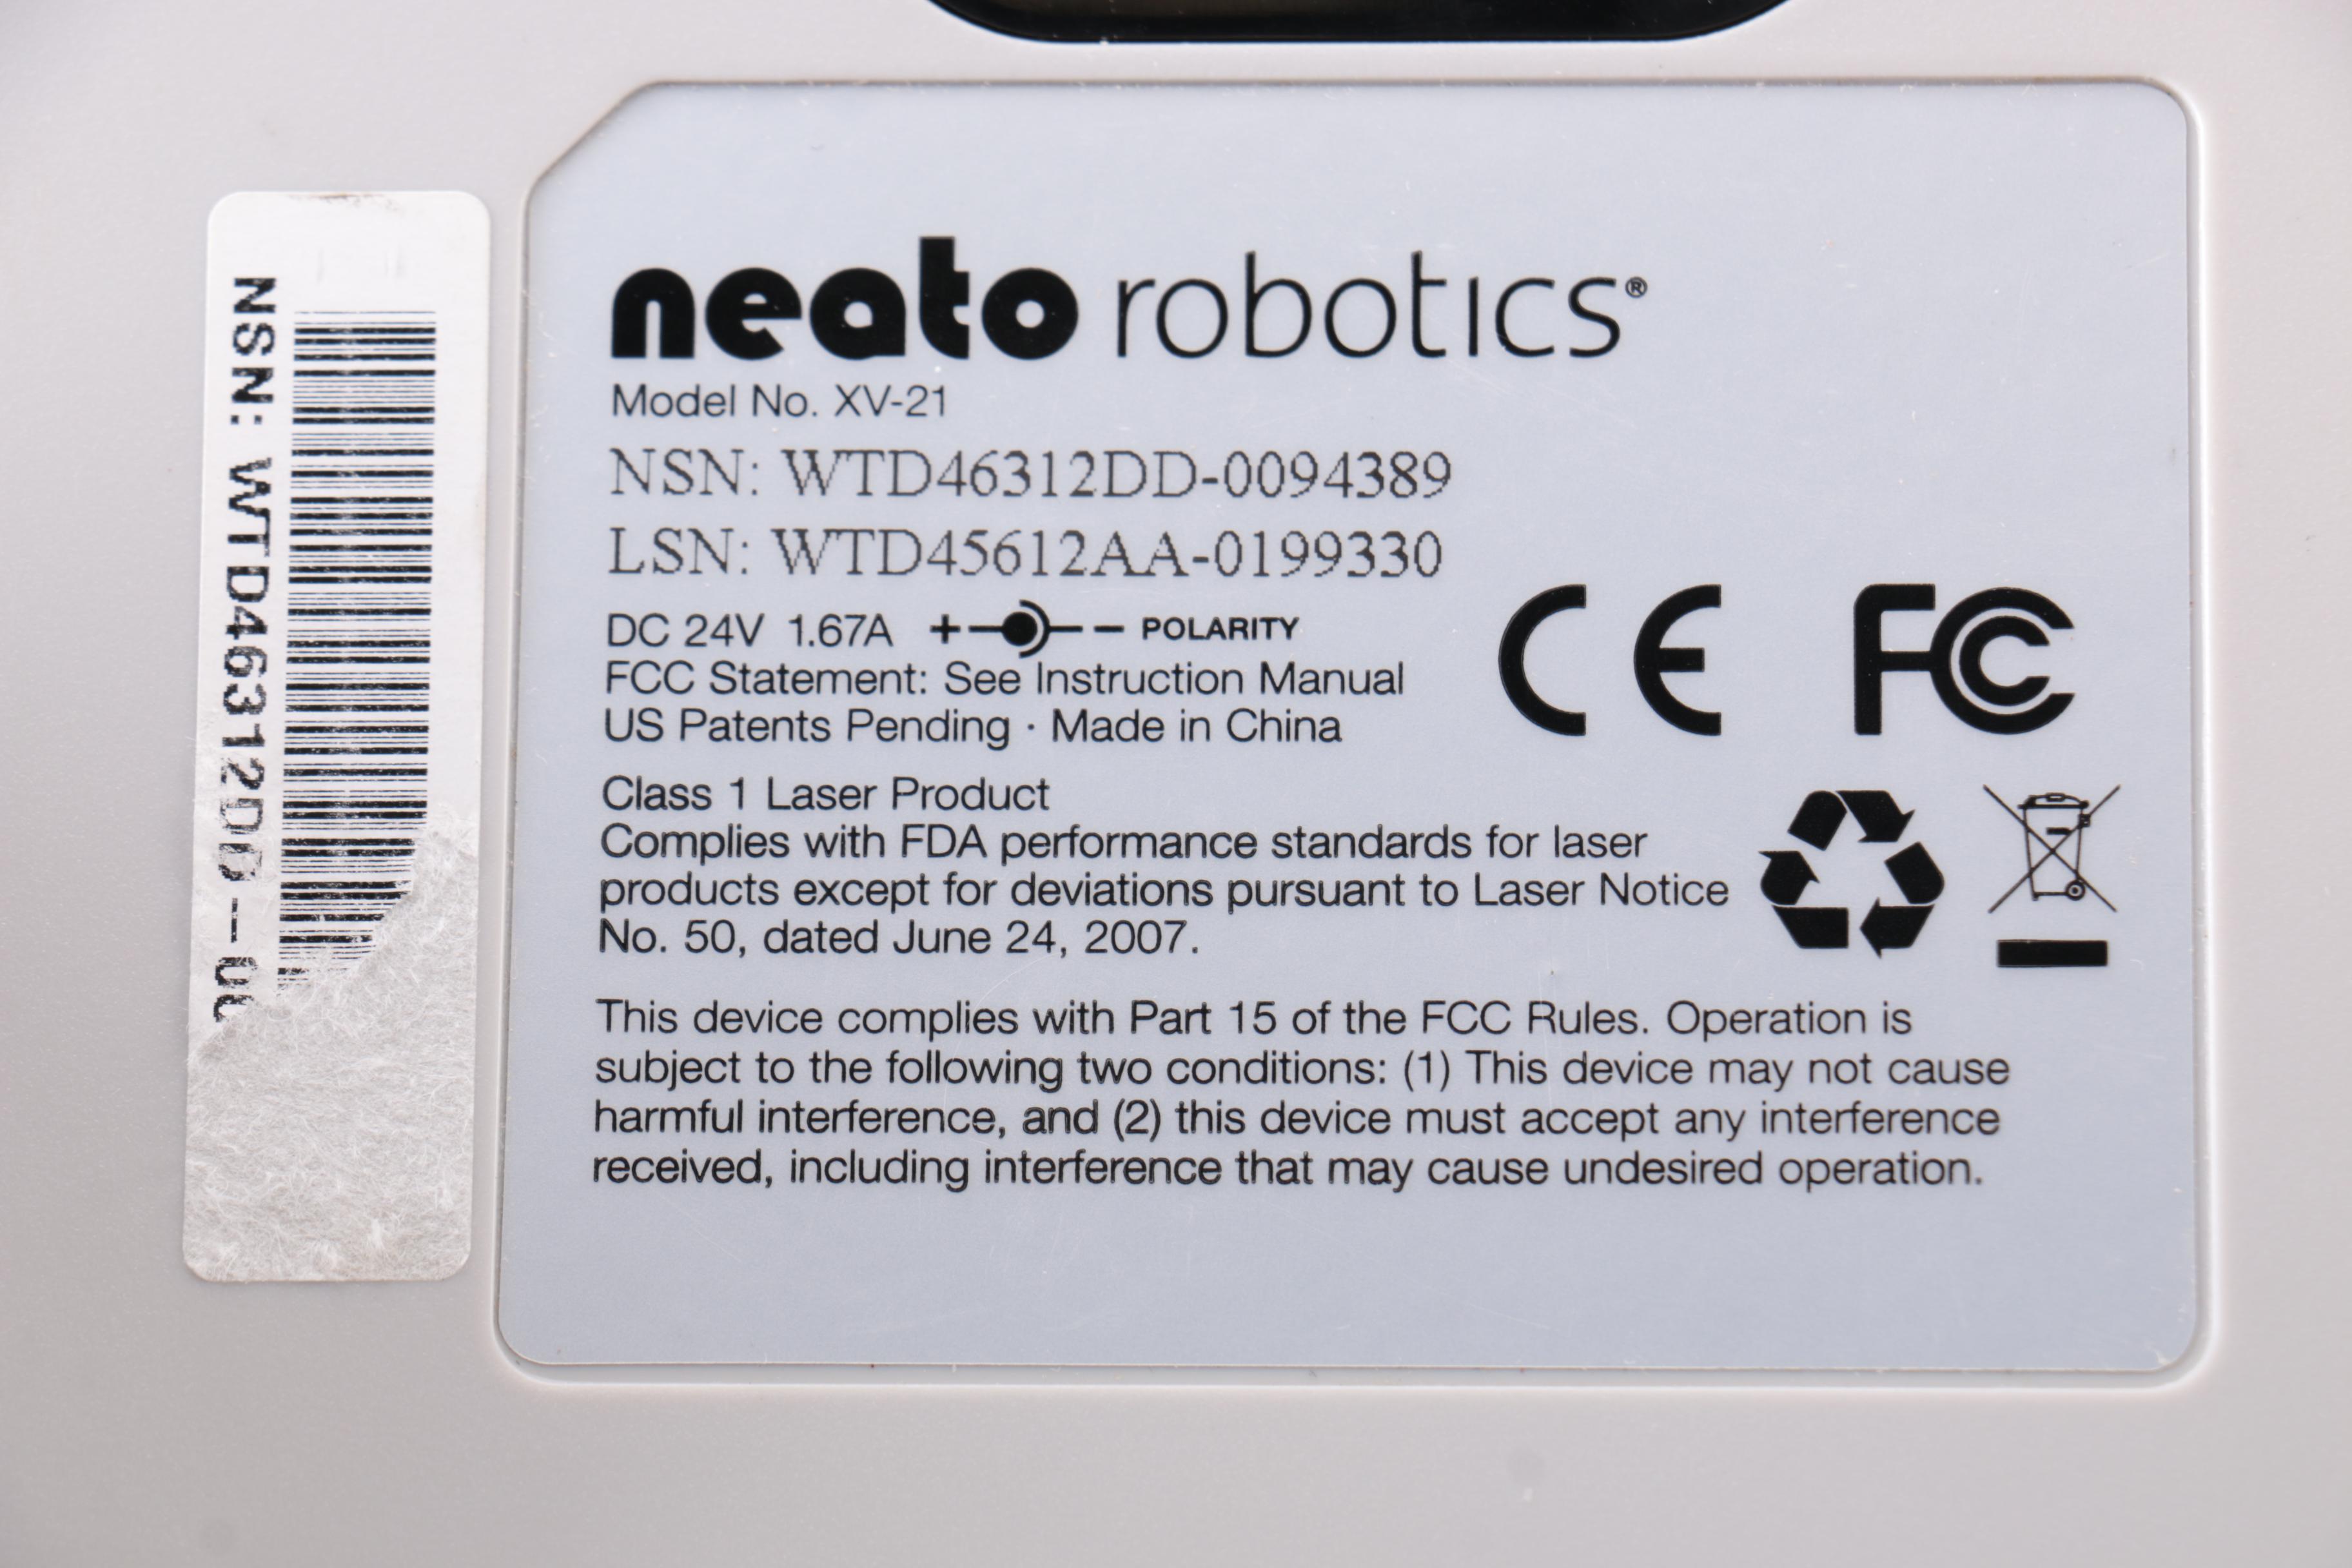 NSN: WTD46312DD-00
neato robotics®
Model No. XV-21
NSN: WTD46312DD-0094389
LSN: WTD45612AA-0199330
DC 24V 1.67A + - POLARITY
FCC Statement: See Instruction Manual
US Patents Pending · Made in China
CE FC
Class 1 Laser Product
Complies with FDA performance standards for laser
products except for deviations pursuant to Laser Notice
No. 50, dated June 24, 2007.
This device complies with Part 15 of the FCC Rules. Operation is
subject to the following two conditions: (1) This device may not cause
harmful interference, and (2) this device must accept any interference
received, including interference that may cause undesired operation.